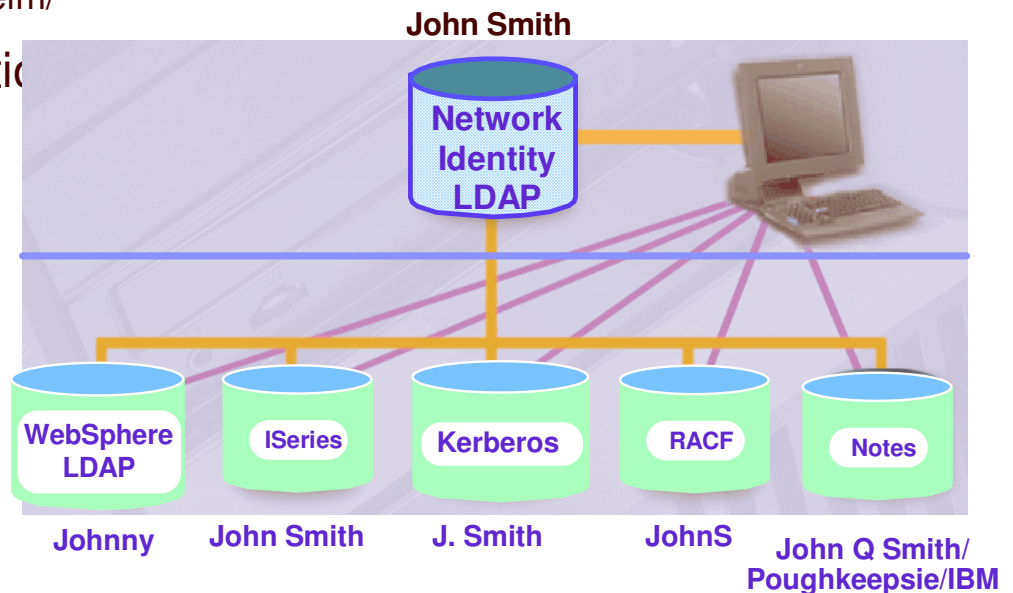 John Smith
Network
Identity
LDAP
WebSphere
LDAP
ISeries
Kerberos
RACF
Notes
Johnny
John Smith
J. Smith
JohnS
John Q Smith/
Poughkeepsie/IBM